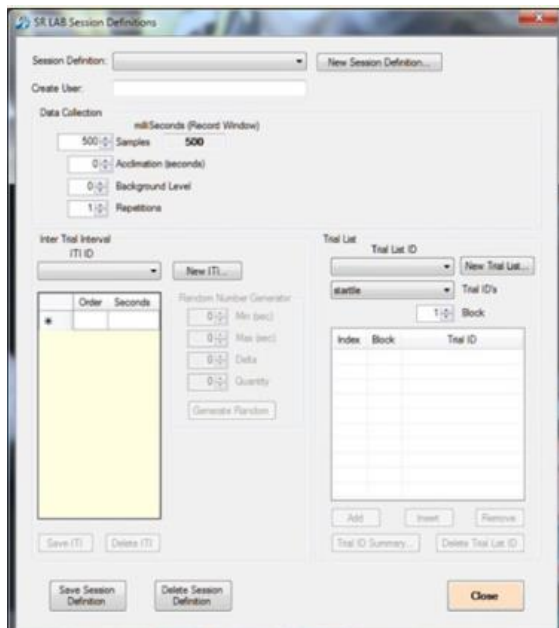 SR LAB Session Definitions
Session Definition:
New Session Definition...
Create User:
Data Collection
milliSeconds (Record Window)
500 Samples 500
0 Acclimation (seconds)
0 Background Level
1 Repetitions
Inter Trial Interval
ITI ID
New ITI...
Order Seconds
*
Random Number Generator
0 Min (sec)
0 Max (sec)
0 Delta
0 Quantity
Generate Random
Save ITI Delete ITI
Trial List
Trial List ID
New Trial List...
startle Trial ID's
1 Block
Index Block Trial ID
Add Insert Remove
Trial ID Summary... Delete Trial List ID
Save Session Definition
Delete Session Definition
Close